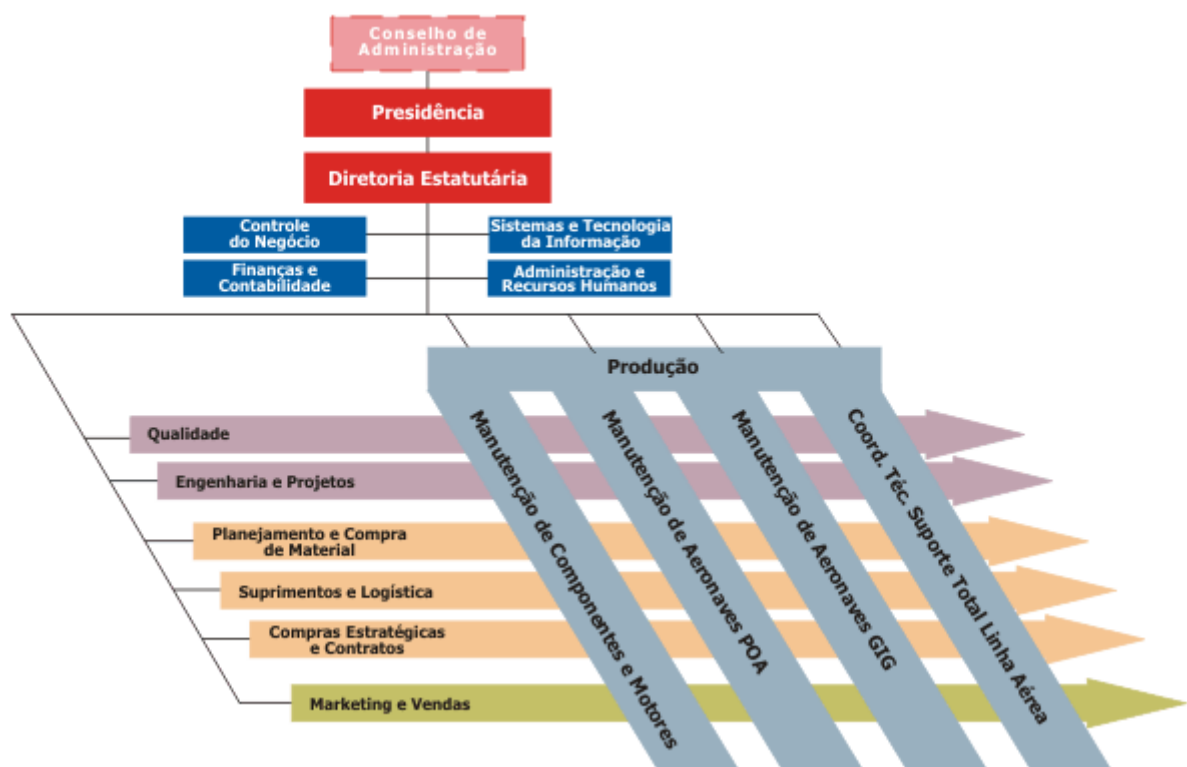 Conselho de
Administração
Presidência
Diretoria Estatutária
Controle
do Negócio
Sistemas e Tecnologia
da Informação
Finanças e
Contabilidade
Administração e
Recursos Humanos
Produção
Manutenção de Componentes e Motores
Manutenção de Aeronaves POA
Manutenção de Aeronaves GIG
Coord. Téc. Suporte Total Linha Aérea
Qualidade
Engenharia e Projetos
Planejamento e Compra
de Material
Suprimentos e Logística
Compras Estratégicas
e Contratos
Marketing e Vendas